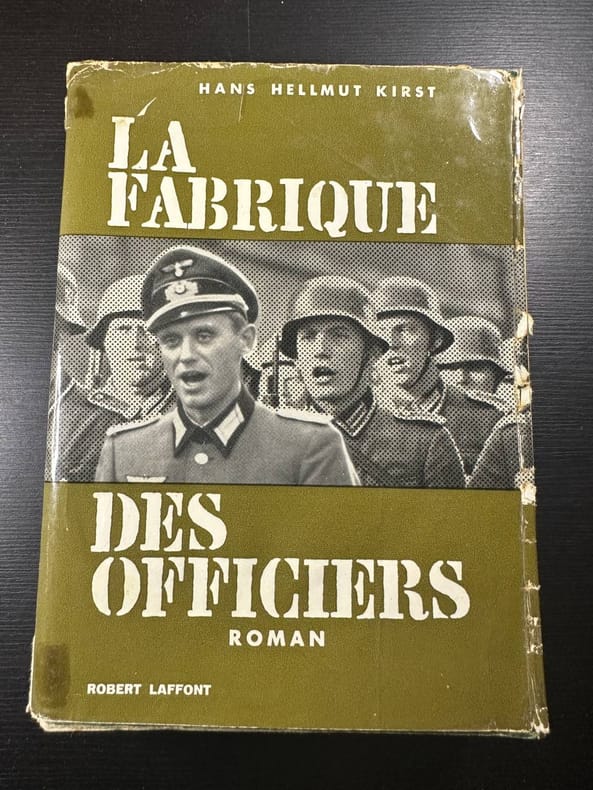 HANS HELLMUT KIRST
LA
FABRIQUE
DES
OFFICIERS
ROMAN
ROBERT LAFFONT